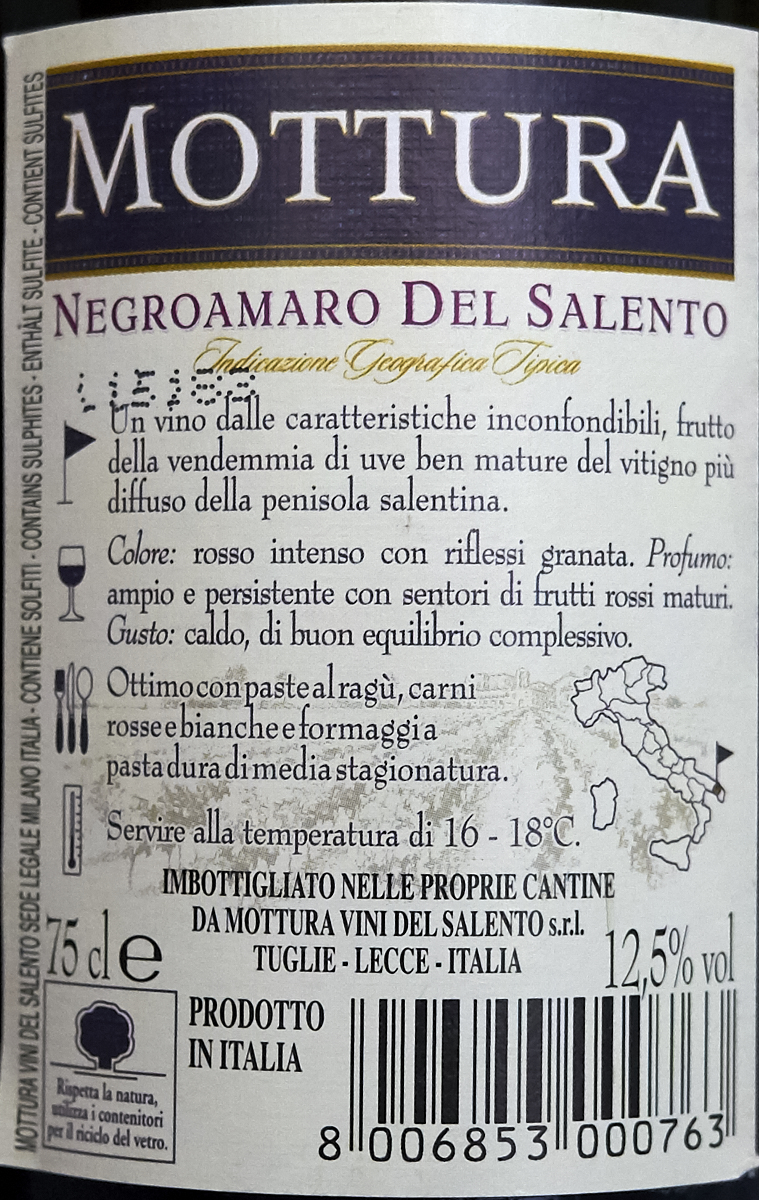 MOTTURA
NEGROAMARO DEL SALENTO
Indicazione Geografica Tipica
Un vino dalle caratteristiche inconfondibili, frutto
della vendemmia di uve ben mature del vitigno più
diffuso della penisola salentina.
Colore: rosso intenso con riflessi granata. Profumo:
ampio e persistente con sentori di frutti rossi maturi.
Gusto: caldo, di buon equilibrio complessivo.
Ottimo con paste al ragù, carni
rosse e bianche e formaggi a
pasta dura di media stagionatura.
Servire alla temperatura di 16 - 18°C.
IMBOTTIGLIATO NELLE PROPRIE CANTINE
DA MOTTURA VINI DEL SALENTO s.r.l.
TUGLIE - LECCE - ITALIA
75 cl e
12,5% vol
PRODOTTO
IN ITALIA
Rispetta la natura,
utilizza i contenitori
per il riciclo del vetro.
8 006853 000763
MOTTURA VINI DEL SALENTO SEDE LEGALE MILANO ITALIA - CONTIENE SOLFITI - CONTAINS SULPHITES - ENTHÀLT SULFITE - CONTIENT SULFITES